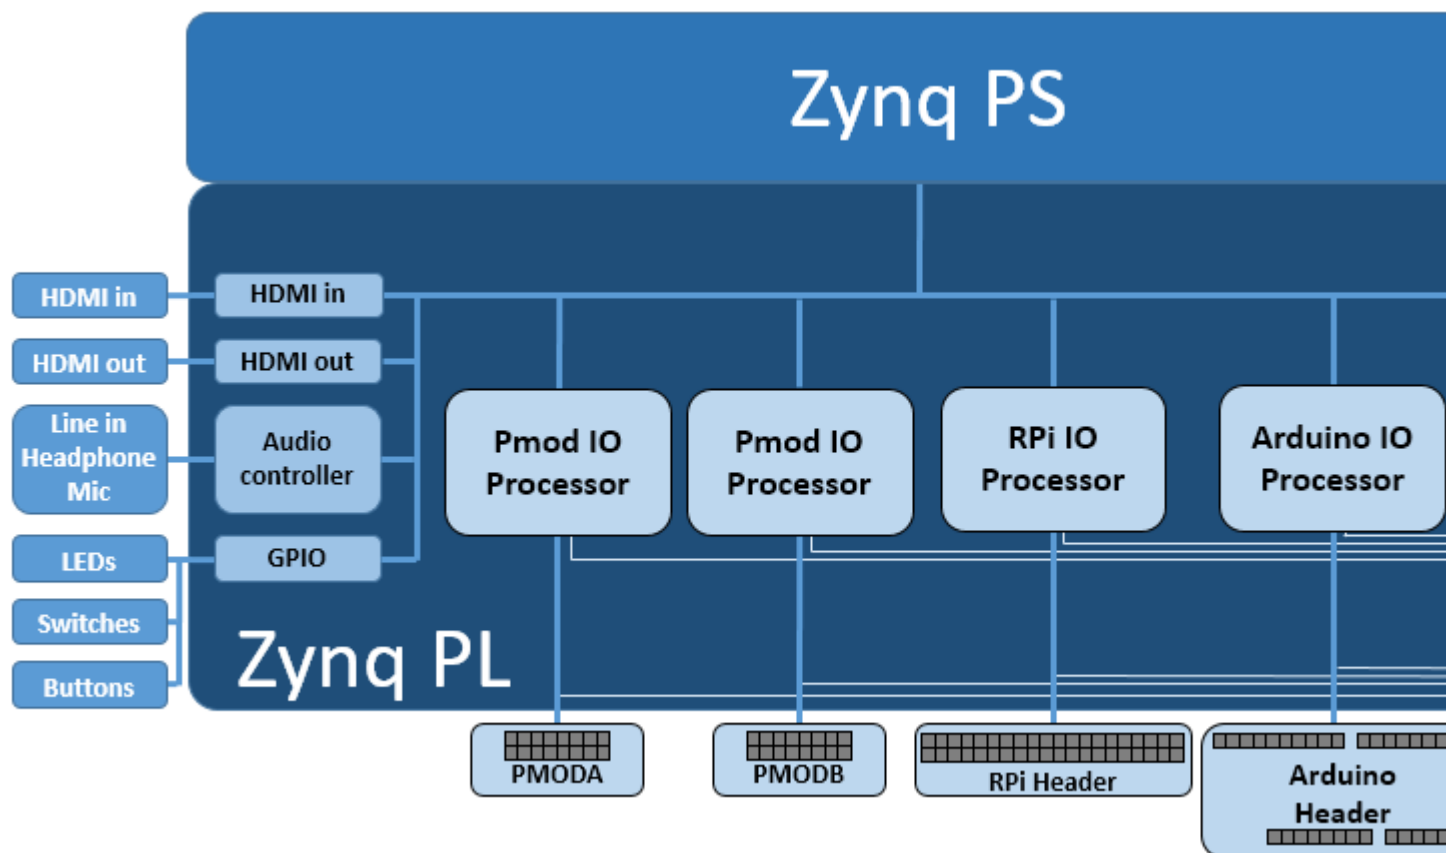 Zynq PS
HDMI in
HDMI in
HDMI out
HDMI out
Line in
Headphone
Mic
Audio
controller
LEDs
GPIO
Switches
Buttons
Pmod IO
Processor
Pmod IO
Processor
RPi IO
Processor
Arduino IO
Processor
Zynq PL
PMODA
PMODB
RPi Header
Arduino
Header